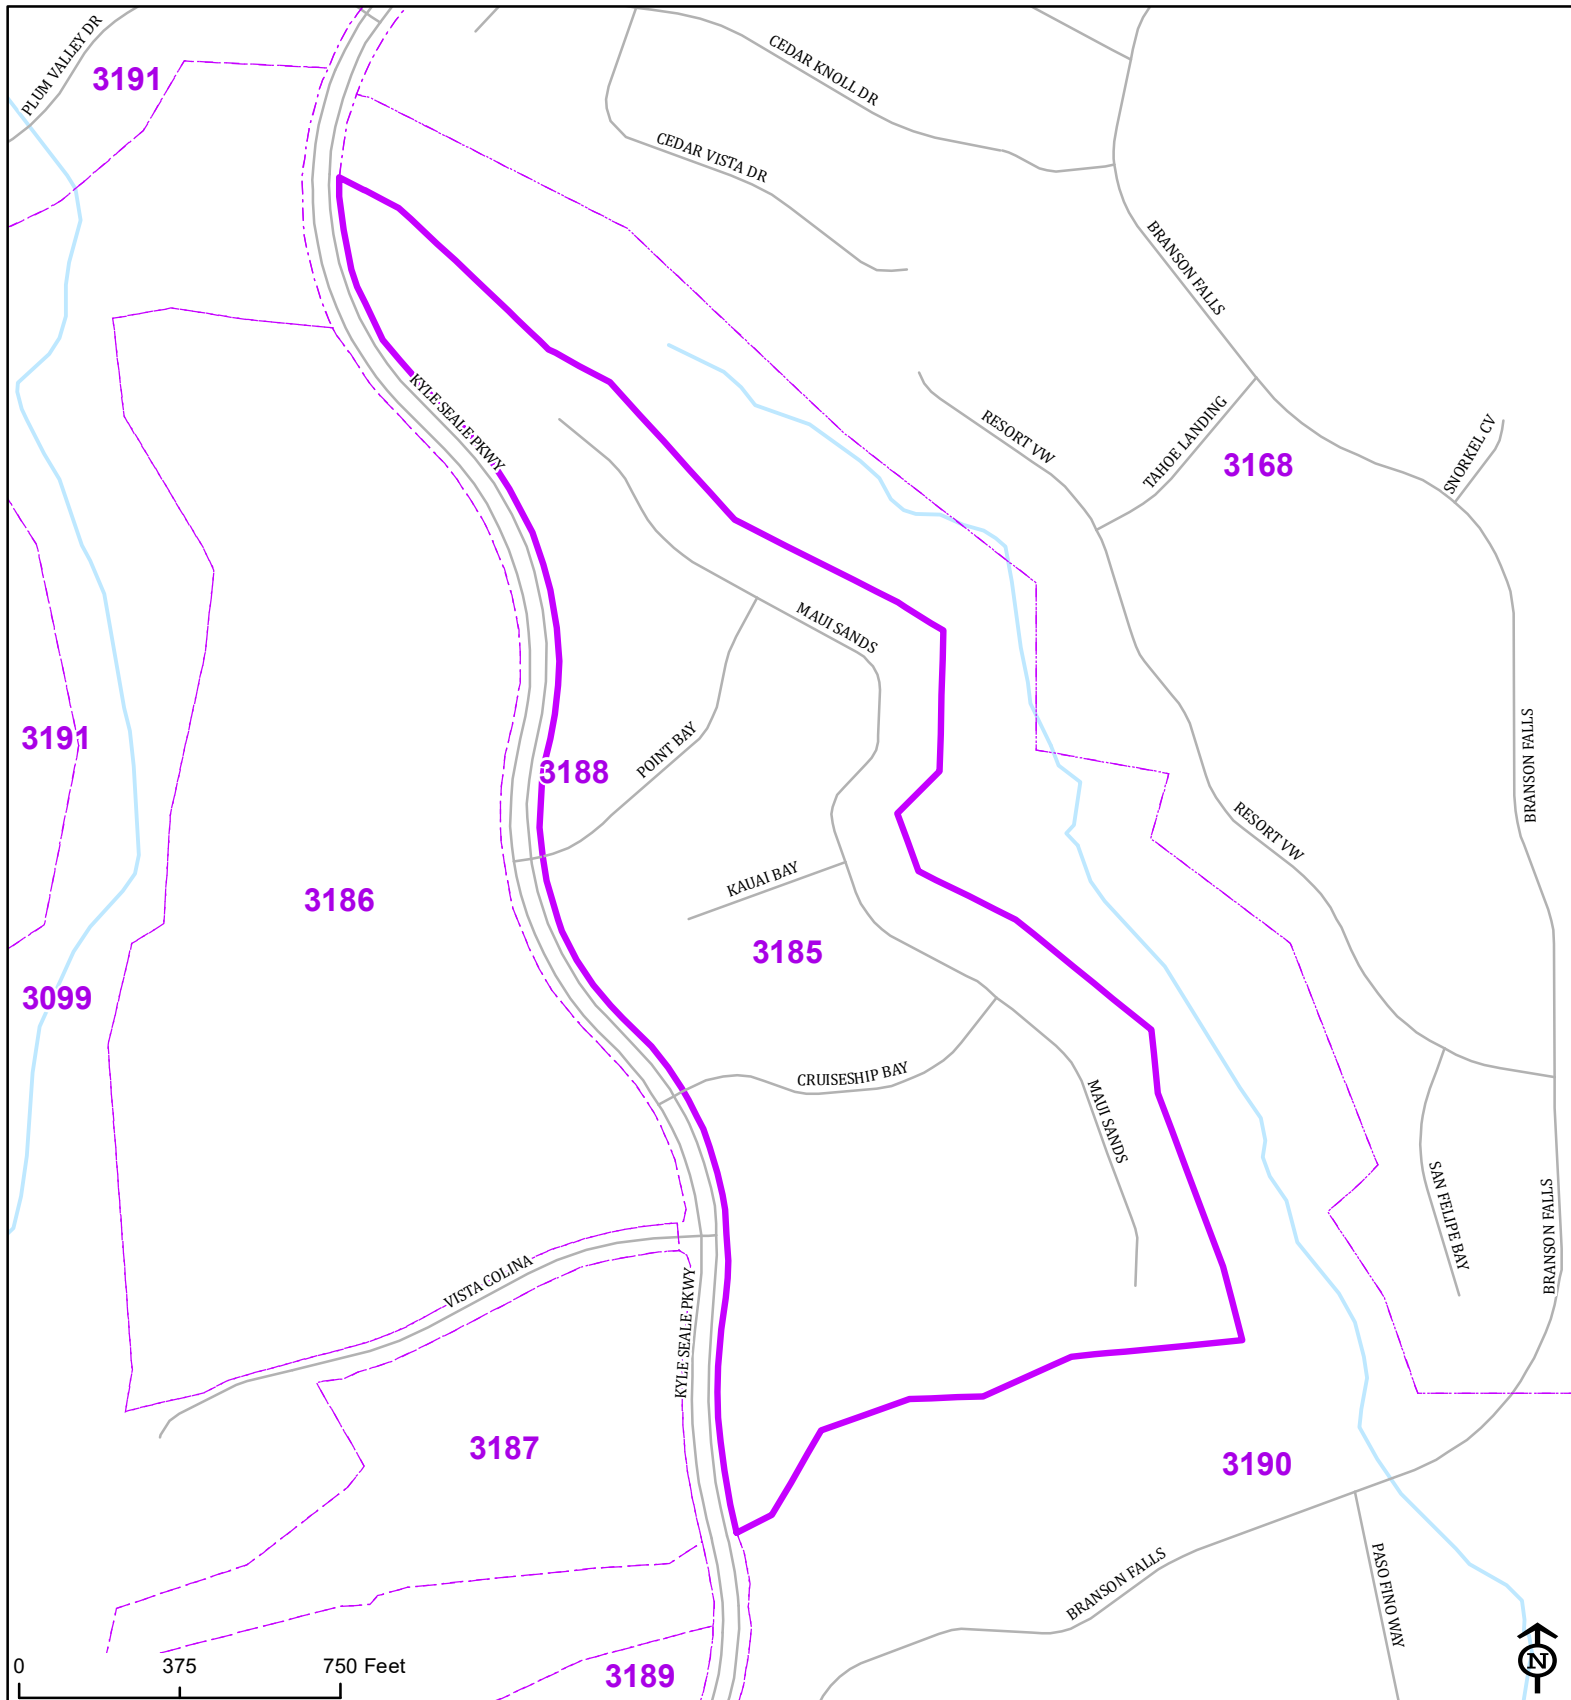 PLUM VALLEY DR
3191
CEDAR KNOLL DR
CEDAR VISTA DR
BRANSON FALLS
KYLE SEALE PKWY
RESORT VW
TAHOE LANDING
SNORKEL CV
3168
MAUI SANDS
3191
3188
POINT BAY
BRANSON FALLS
RESORT VW
KAUAI BAY
3186
3185
3099
CRUISESHIP BAY
MAUI SANDS
SAN FELIPE BAY
BRANSON FALLS
VISTA COLINA
KYLE SEALE PKWY
3187
3190
BRANSON FALLS
PASO FINO WAY
3189
0 375 750 Feet
N